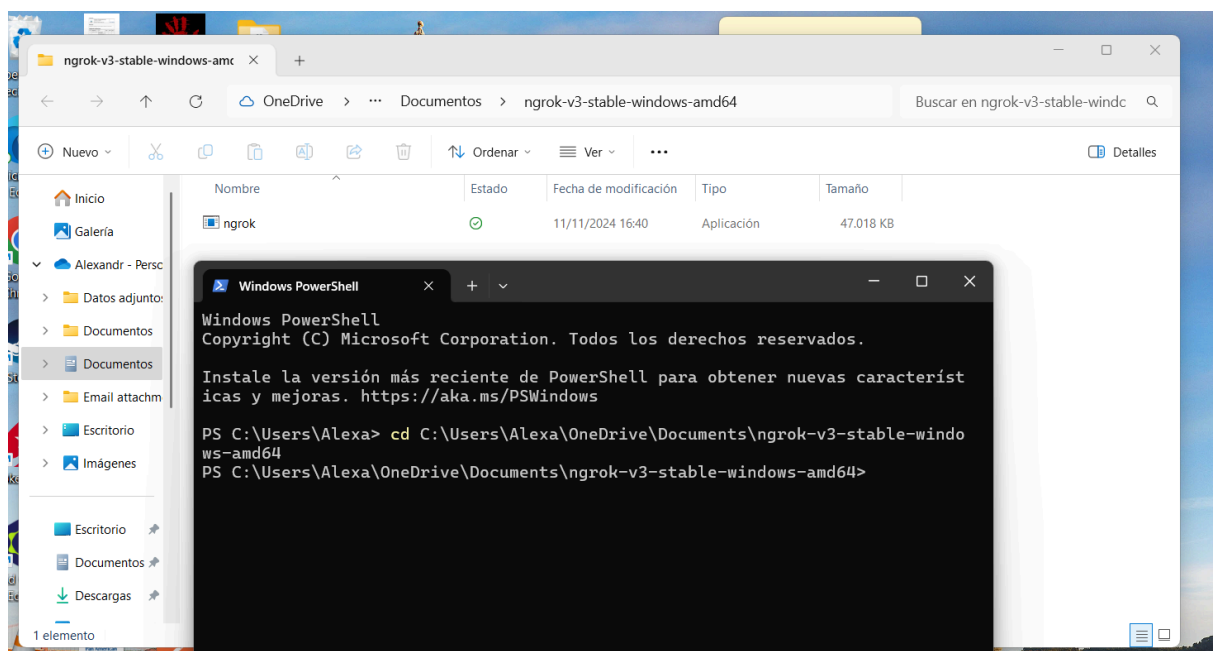 ngrok-v3-stable-windows-amc
OneDrive > ... Documentos > ngrok-v3-stable-windows-amd64
Buscar en ngrok-v3-stable-windc
Nuevo
Ordenar
Ver
Detalles
Inicio
Galería
Alexandr - Persc
Datos adjuntos
Documentos
Documentos
Email attachm
Escritorio
Imágenes
Escritorio
Documentos
Descargas
Nombre Estado Fecha de modificación Tipo Tamaño
ngrok 11/11/2024 16:40 Aplicación 47.018 KB
Windows PowerShell
Windows PowerShell
Copyright (C) Microsoft Corporation. Todos los derechos reservados.
Instale la versión más reciente de PowerShell para obtener nuevas característ
icas y mejoras. https://aka.ms/PSWindows
PS C:\Users\Alexa> cd C:\Users\Alexa\OneDrive\Documents\ngrok-v3-stable-windo
ws-amd64
PS C:\Users\Alexa\OneDrive\Documents\ngrok-v3-stable-windows-amd64>
1 elemento